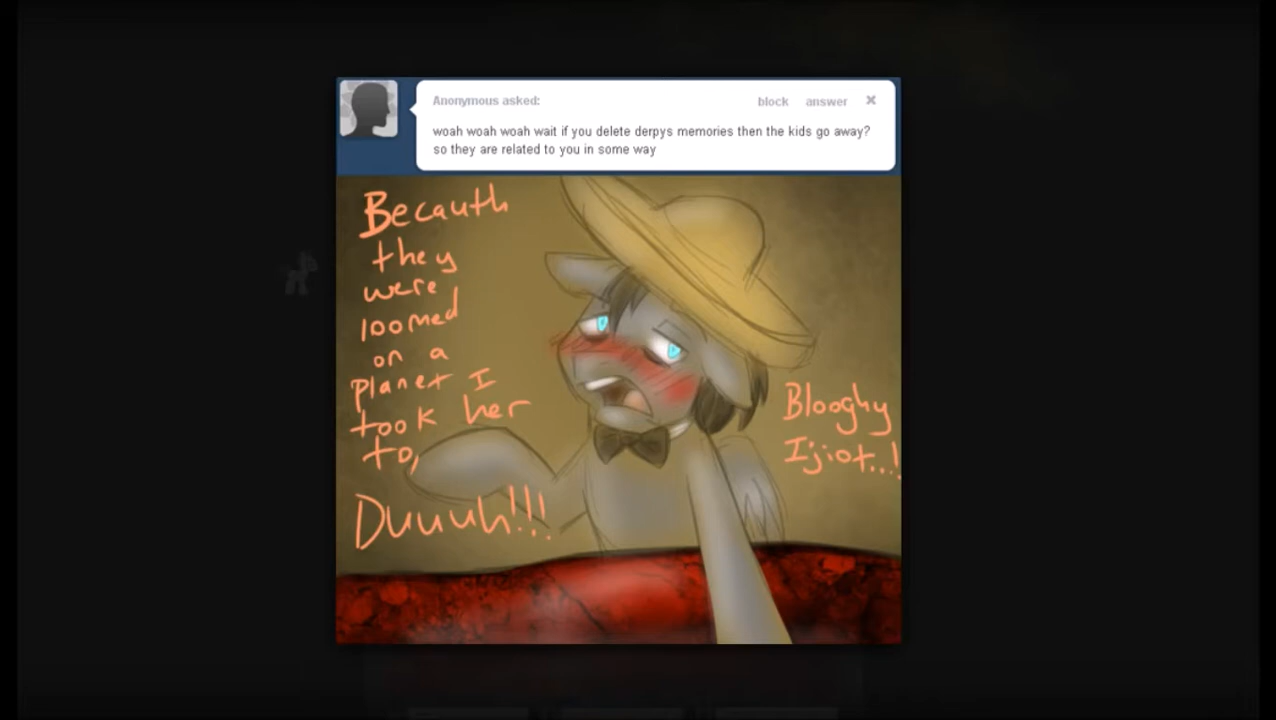 Anonymous asked:
block answer ×
woah woah woah wait if you delete derpys memories then the kids go away?
so they are related to you in some way
Becauth
they
were
loomed
on a
planet I
took her
to,
Duuuh!!!
Blooghy
Ijiot..!